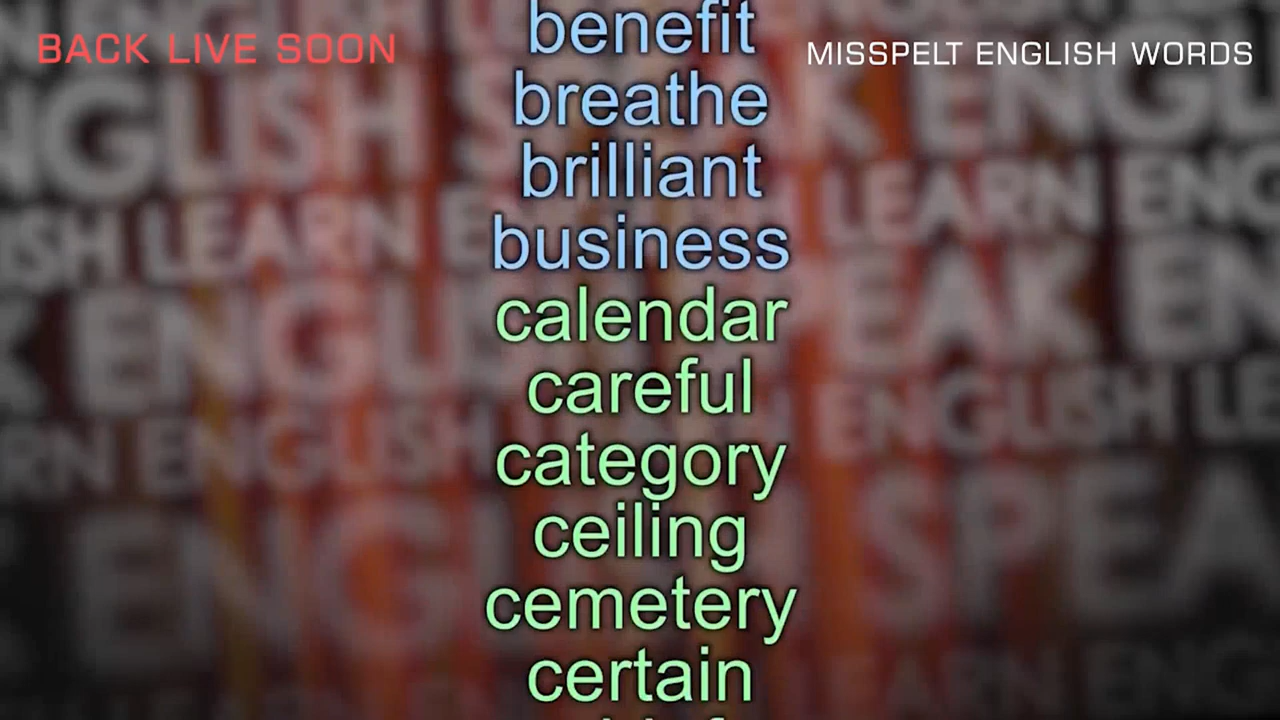 BACK LIVE SOON
MISSPELT ENGLISH WORDS
benefit
breathe
brilliant
business
calendar
careful
category
ceiling
cemetery
certain